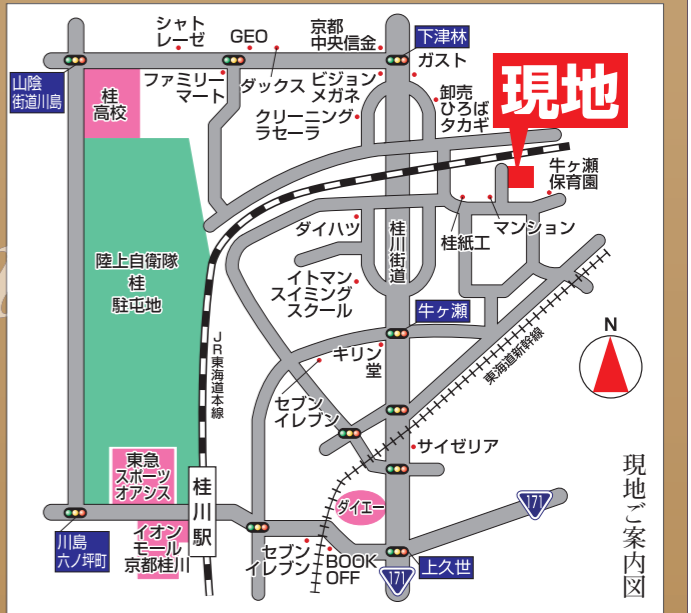 シャト
レーゼ
GEO
京都
中央信金
下津林
ガスト
山陰
街道川島
桂
高校
ファミリー
マート
ダックス
ビジョン
メガネ
クリーニング
ラセーラ
卸売
ひろば
タカギ
現地
牛ヶ瀬
保育園
ダイハツ
桂川街道
桂紙工
マンション
陸上自衛隊
桂
駐屯地
イトマン
スイミング
スクール
牛ヶ瀬
JR東海道本線
キリン
堂
東海道新幹線
N
セブン
イレブン
サイゼリア
東急
スポーツ
オアシス
桂川駅
ダイエー
171
川島
六ノ坪町
イオン
モール
京都桂川
セブン
イレブン
BOOK
OFF
上久世
171
現地ご案内図